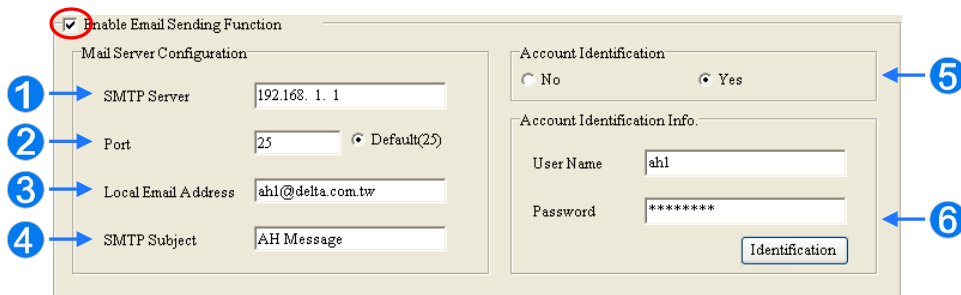 Enable Email Sending Function
Mail Server Configuration
1 SMTP Server 192.168. 1. 1
2 Port 25 Default(25)
3 Local Email Address ah1@delta.com.tw
4 SMTP Subject AH Message
Account Identification
No Yes 5
Account Identification Info.
User Name ah1
Password ******** 6
Identification